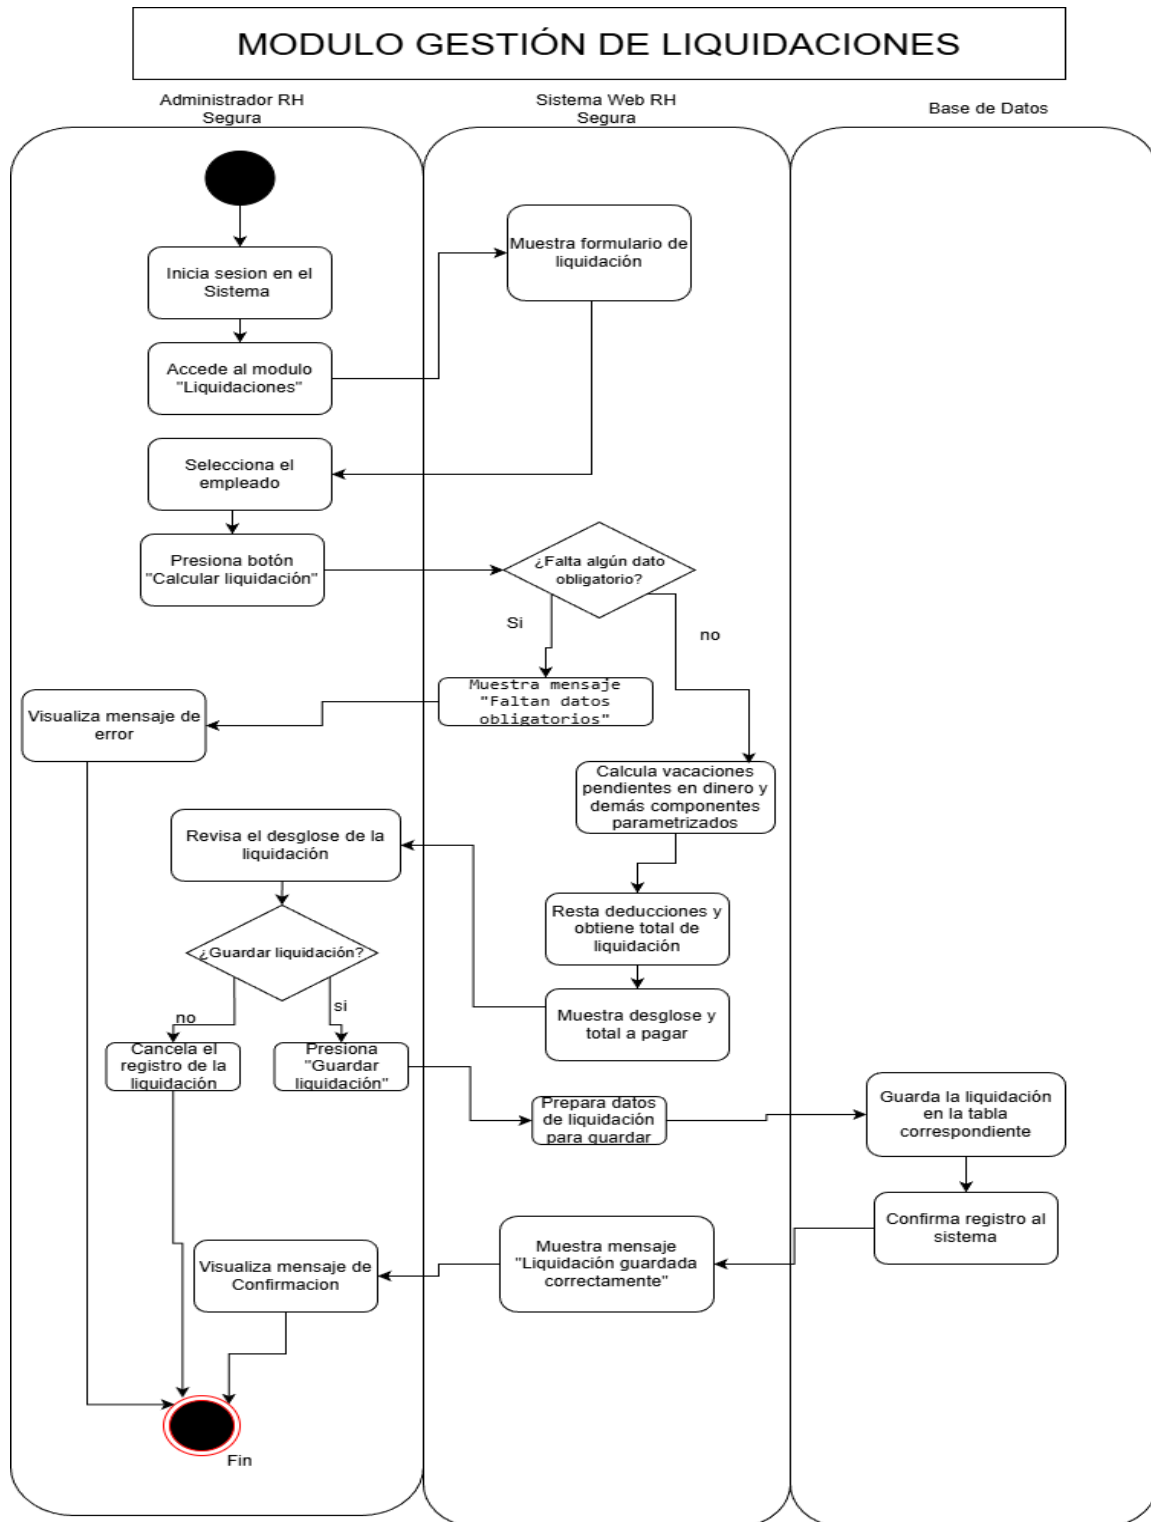 MODULO GESTIÓN DE LIQUIDACIONES
Administrador RH
Segura
Sistema Web RH
Segura
Base de Datos
Muestra formulario de
liquidación
Inicia sesion en el
Sistema
Accede al modulo
"Liquidaciones"
Selecciona el
empleado
Presiona botón
"Calcular liquidación"
¿Falta algún dato
obligatorio?
Si
no
Muestra mensaje
"Faltan datos
obligatorios"
Visualiza mensaje de
error
Calcula vacaciones
pendientes en dinero y
demás componentes
parametrizados
Revisa el desglose de la
liquidación
Resta deducciones y
obtiene total de
liquidación
¿Guardar liquidación?
no
si
Muestra desglose y
total a pagar
Cancela el
registro de la
liquidación
Presiona
"Guardar
liquidación"
Prepara datos
de liquidación
para guardar
Guarda la liquidación
en la tabla
correspondiente
Confirma registro al
sistema
Muestra mensaje
"Liquidación guardada
correctamente"
Visualiza mensaje de
Confirmacion
Fin